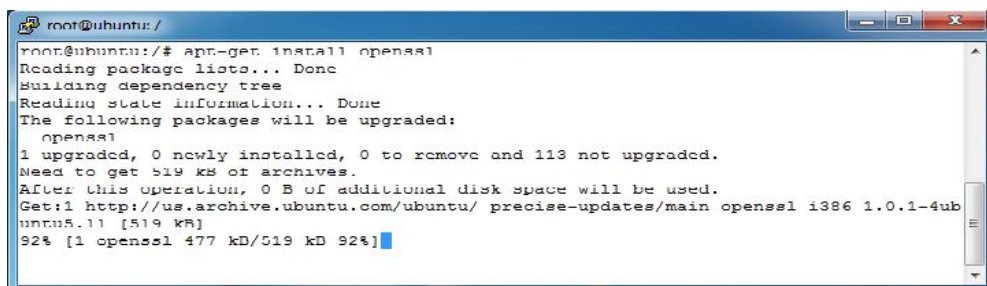 root@ubuntu: /
root@ubuntu:/# apt-get install openssl
Reading package lists... Done
Building dependency tree
Reading state information... Done
The following packages will be upgraded:
  openssl
1 upgraded, 0 newly installed, 0 to remove and 113 not upgraded.
Need to get 519 kB of archives.
After this operation, 0 B of additional disk space will be used.
Get:1 http://us.archive.ubuntu.com/ubuntu/ precise-updates/main openssl i386 1.0.1-4ub
untu5.11 [519 kB]
92% [1 openssl 477 kB/519 kB 92%]